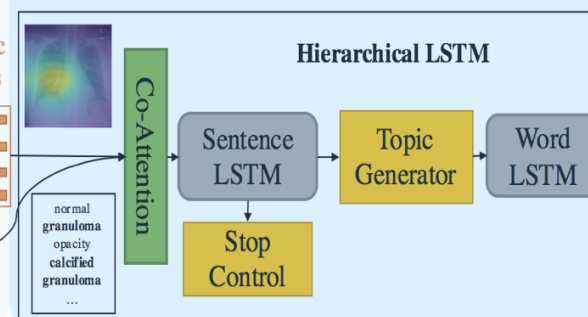 Hierarchical LSTM
Co-Attention
Sentence
LSTM
Topic
Generator
Word
LSTM
Stop
Control
normal
granuloma
opacity
calcified
granuloma
...